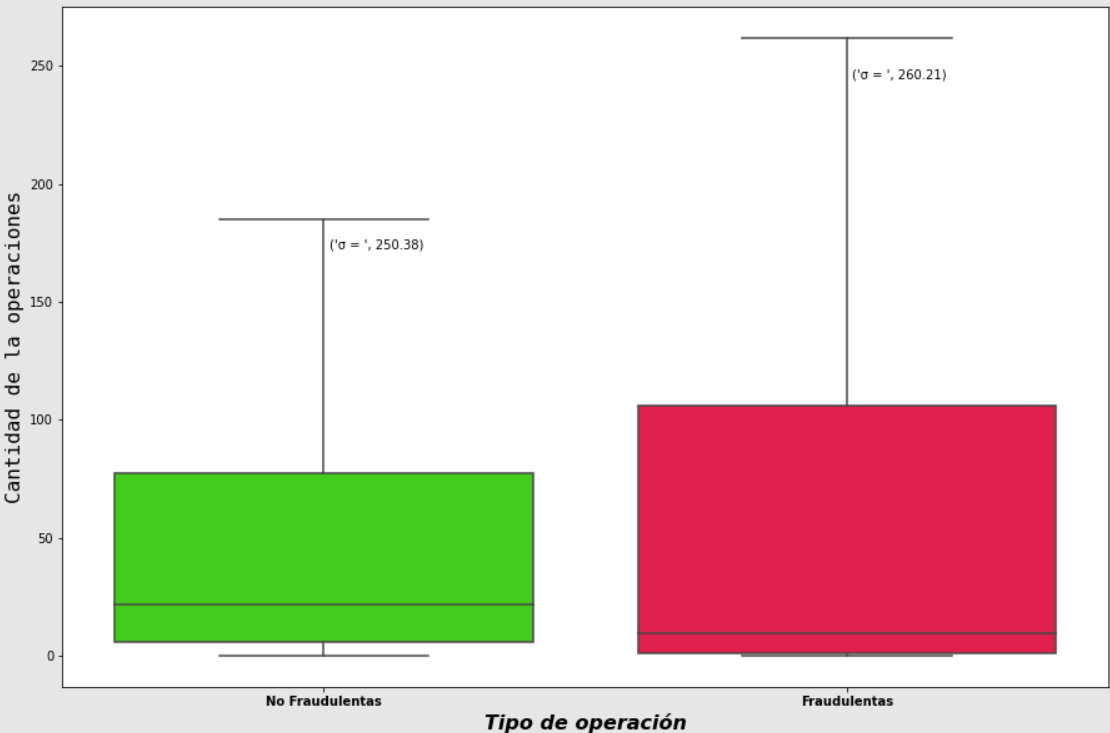 Cantidad de la operaciones
250
200
150
100
50
0
('σ = ', 250.38)
('σ = ', 260.21)
No Fraudulentas
Fraudulentas
Tipo de operación